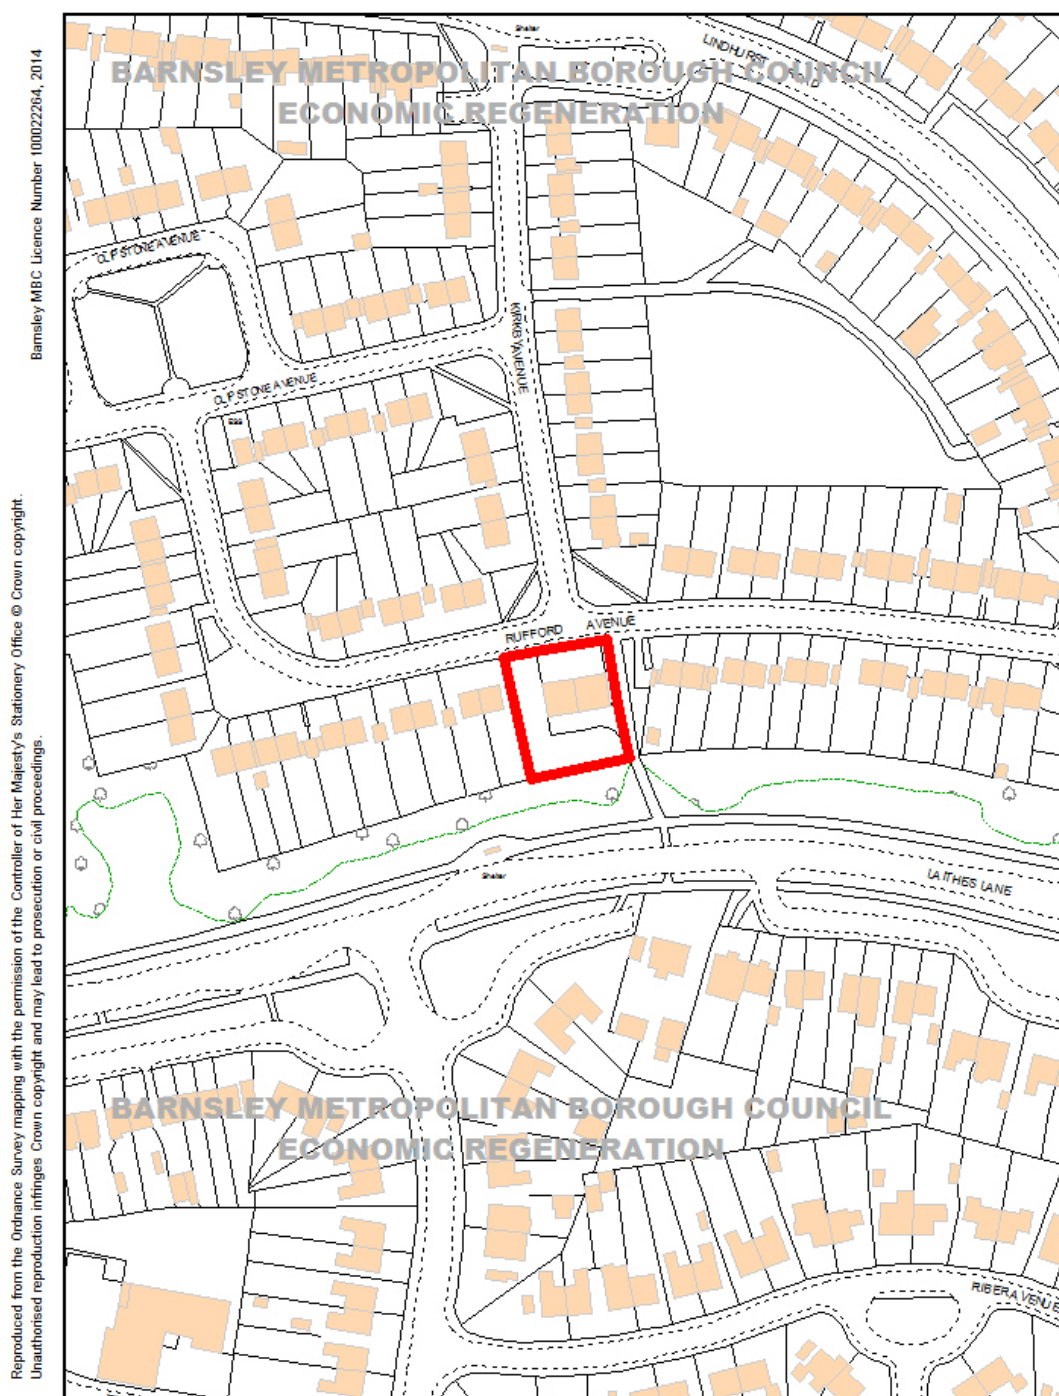 Shelter
LINDHURST ROAD
BARNSLEY METROPOLITAN BOROUGH COUNCIL
ECONOMIC REGENERATION
CLIPSTONE AVENUE
KIRKBY AVENUE
CLIPSTONE AVENUE
ESS
RUFFORD AVENUE
Shelter
LAITHES LANE
BARNSLEY METROPOLITAN BOROUGH COUNCIL
ECONOMIC REGENERATION
RIBER AVENUE
Reproduced from the Ordnance Survey mapping with the permission of the Controller of Her Majesty's Stationery Office © Crown copyright. Barnsley MBC Licence Number 100022264, 2014
Unauthorised reproduction infringes Crown copyright and may lead to prosecution or civil proceedings.